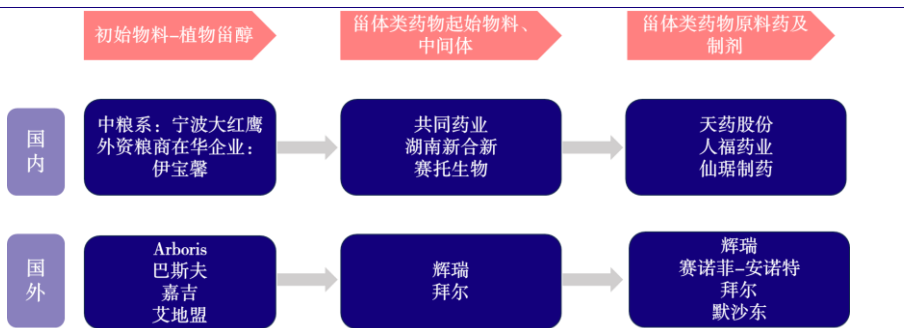 初始物料-植物甾醇
甾体类药物起始物料、
中间体
甾体类药物原料药及
制剂
国
内
中粮系：宁波大红鹰
外资粮商在华企业：
伊宝馨
共同药业
湖南新合新
赛托生物
天药股份
人福药业
仙琚制药
国
外
Arboris
巴斯夫
嘉吉
艾地盟
辉瑞
拜尔
辉瑞
赛诺菲-安诺特
拜尔
默沙东